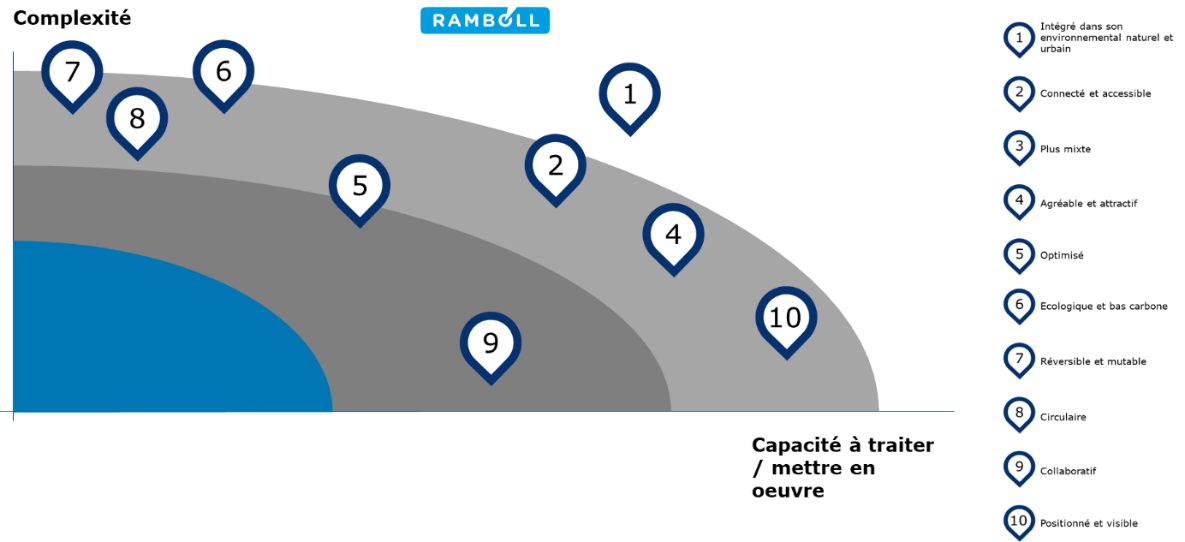 Complexité
RAMBOLL
7
6
8
1
2
5
4
10
9
Capacité à traiter
/ mettre en
oeuvre
1
Intégré dans son
environnemental naturel et
urbain
2
Connecté et accessible
3
Plus mixte
4
Agréable et attractif
5
Optimisé
6
Ecologique et bas carbone
7
Réversible et mutable
8
Circulaire
9
Collaboratif
10
Positionné et visible